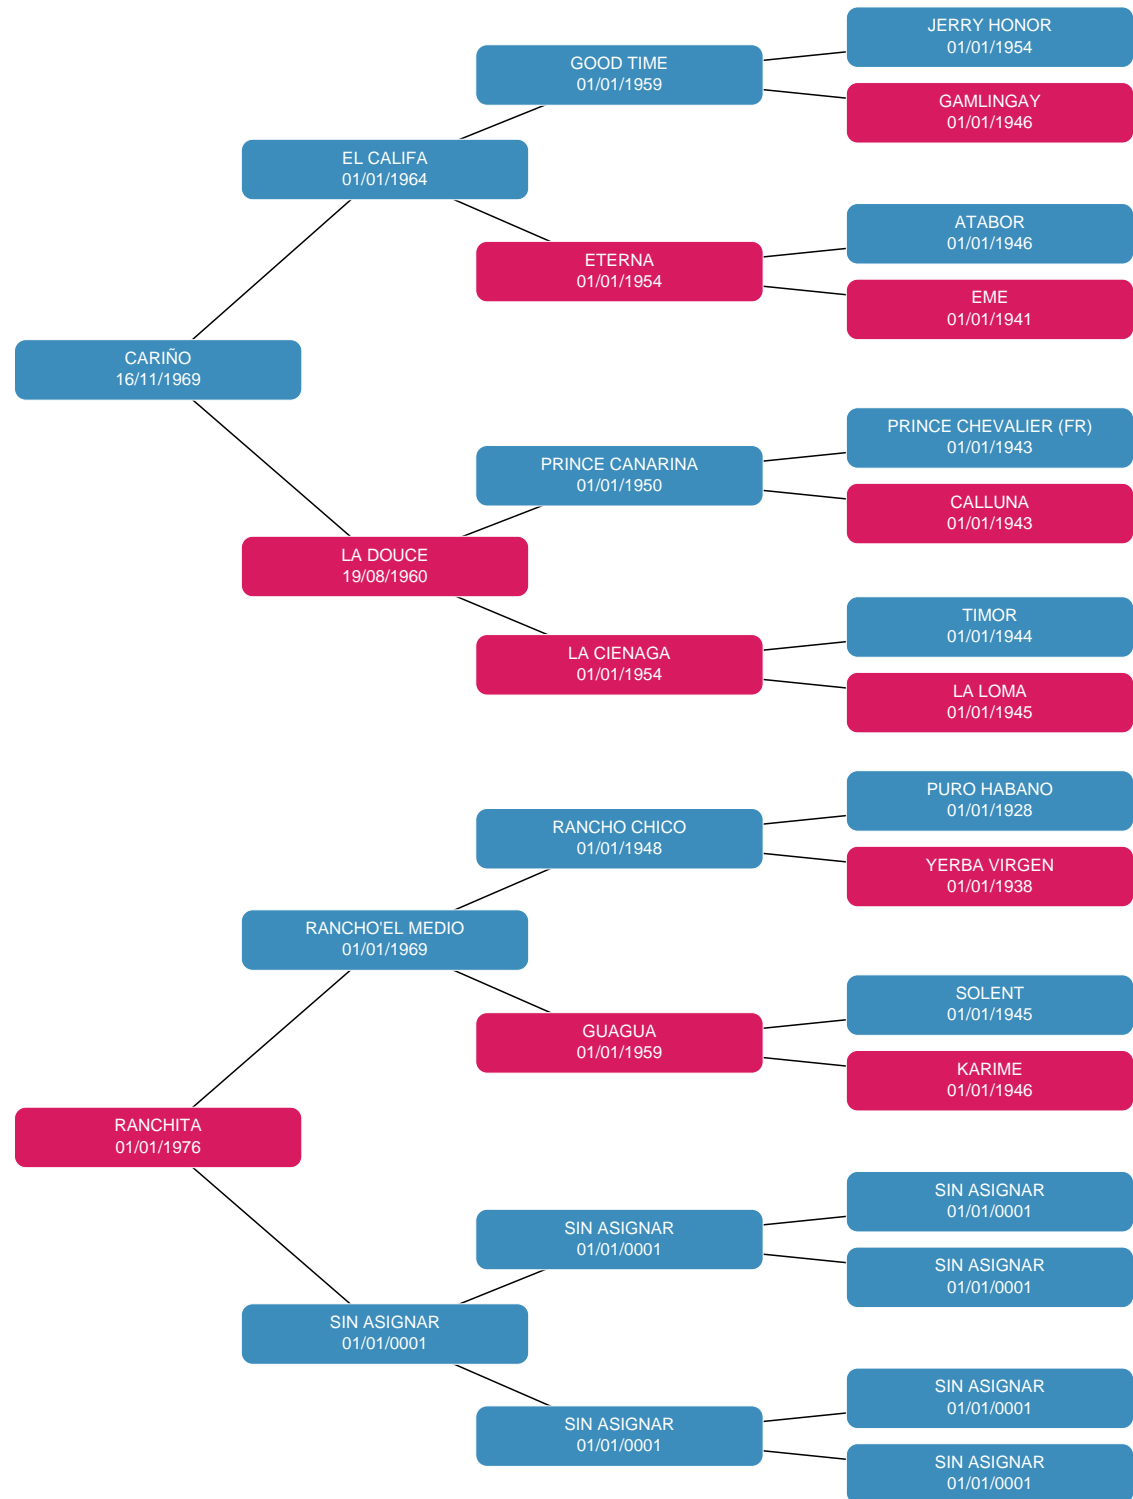 JERRY HONOR
01/01/1954
GOOD TIME
01/01/1959
GAMLINGAY
01/01/1946
EL CALIFA
01/01/1964
ATABOR
01/01/1946
ETERNA
01/01/1954
EME
01/01/1941
CARIÑO
16/11/1969
PRINCE CHEVALIER (FR)
01/01/1943
PRINCE CANARINA
01/01/1950
CALLUNA
01/01/1943
LA DOUCE
19/08/1960
TIMOR
01/01/1944
LA CIENAGA
01/01/1954
LA LOMA
01/01/1945
PURO HABANO
01/01/1928
RANCHO CHICO
01/01/1948
YERBA VIRGEN
01/01/1938
RANCHO'EL MEDIO
01/01/1969
SOLENT
01/01/1945
GUAGUA
01/01/1959
KARIME
01/01/1946
RANCHITA
01/01/1976
SIN ASIGNAR
01/01/0001
SIN ASIGNAR
01/01/0001
SIN ASIGNAR
01/01/0001
SIN ASIGNAR
01/01/0001
SIN ASIGNAR
01/01/0001
SIN ASIGNAR
01/01/0001
SIN ASIGNAR
01/01/0001